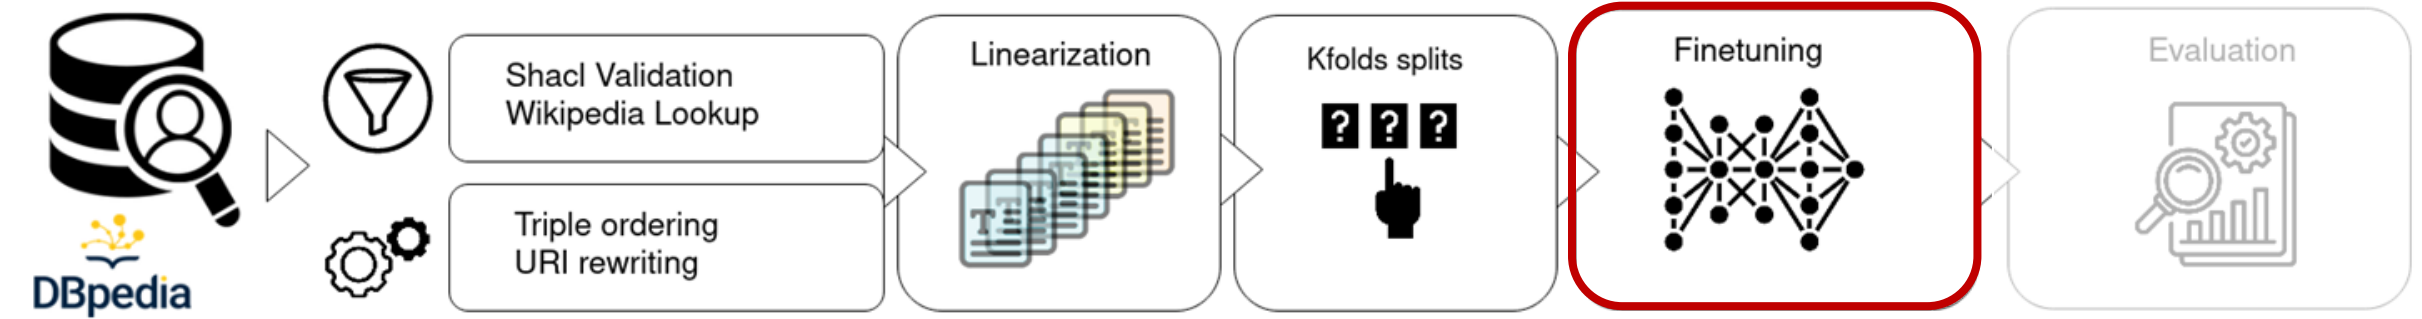 DBpedia
Shacl Validation
Wikipedia Lookup
Triple ordering
URI rewriting
Linearization
T
T
T
Kfolds splits
? ? ?
Finetuning
Evaluation